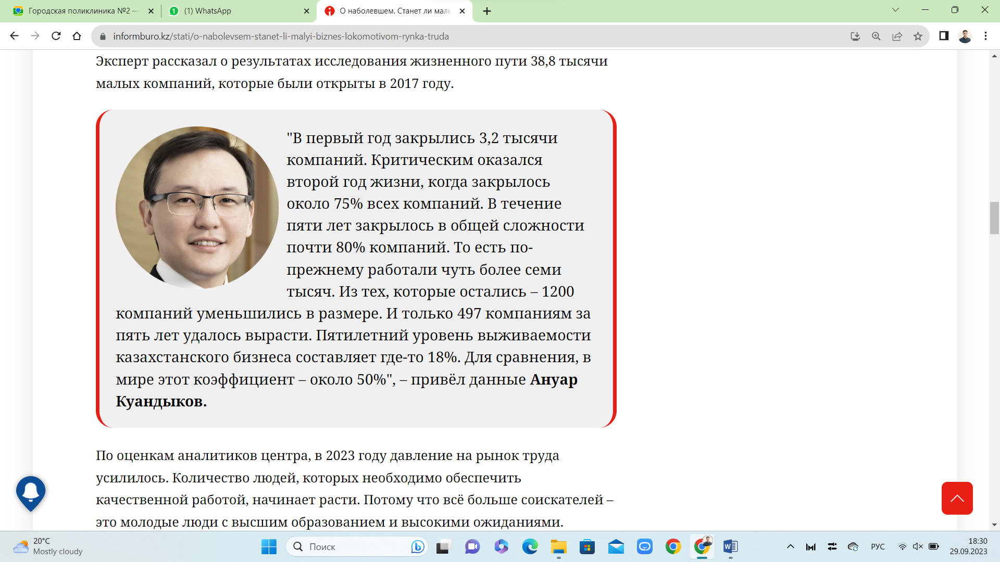 Городская поликлиника №2 —
(1) WhatsApp
О наболевшем. Станет ли маль
informburo.kz/stati/o-nabolevsem-stanet-li-malyi-biznes-lokomotivom-rynka-truda
Эксперт рассказал о результатах исследования жизненного пути 38,8 тысячи
малых компаний, которые были открыты в 2017 году.
"В первый год закрылись 3,2 тысячи
компаний. Критическим оказался
второй год жизни, когда закрылось
около 75% всех компаний. В течение
пяти лет закрылось в общей сложности
почти 80% компаний. То есть по-
прежнему работали чуть более семи
тысяч. Из тех, которые остались – 1200
компаний уменьшились в размере. И только 497 компаниям за
пять лет удалось вырасти. Пятилетний уровень выживаемости
казахстанского бизнеса составляет где-то 18%. Для сравнения, в
мире этот коэффициент – около 50%", – привёл данные Ануар
Куандыков.
По оценкам аналитиков центра, в 2023 году давление на рынок труда
усилилось. Количество людей, которых необходимо обеспечить
качественной работой, начинает расти. Потому что всё больше соискателей –
это молодые люди с высшим образованием и высокими ожиданиями.
20°C
Mostly cloudy
Поиск
РУС
18:30
29.09.2023